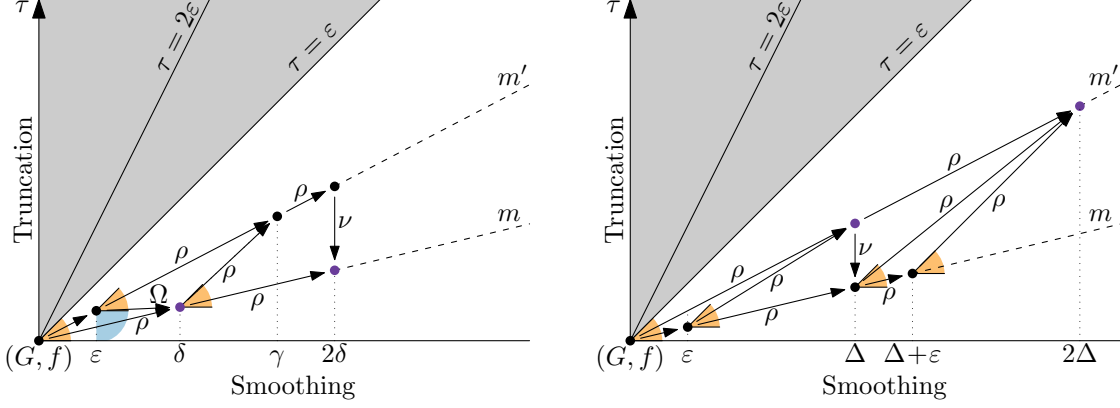 τ
τ = 2ε
τ = ε
m′
Truncation
ρ
ν
ρ
ρ
m
Ω
ρ
ρ
(G, f)
ε
δ
γ
2δ
Smoothing
τ
τ = 2ε
τ = ε
m′
Truncation
ρ
ρ
ρ
m
ρ
ν
ρ
ρ
ρ
(G, f)
ε
Δ
Δ+ε
2Δ
Smoothing